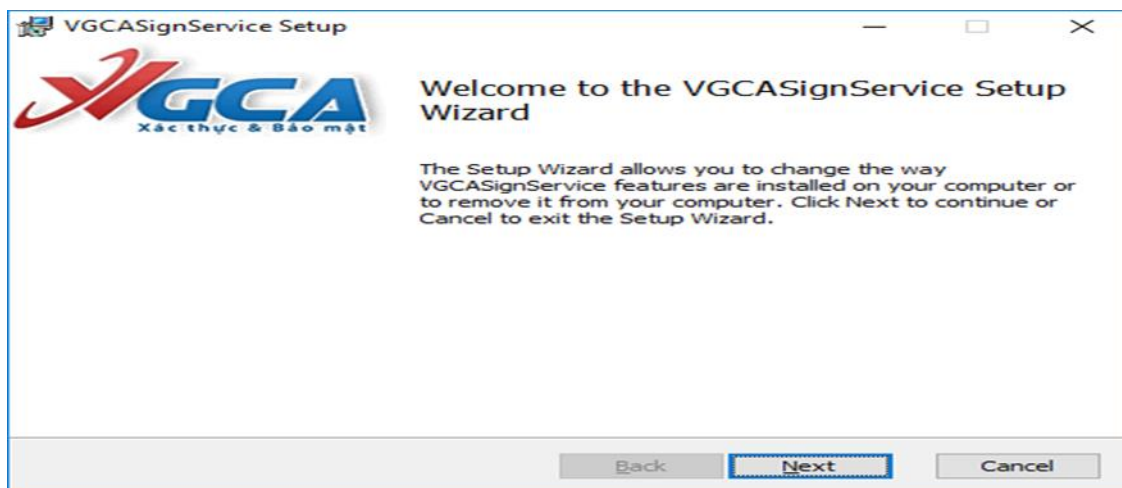 VGCASignService Setup
VGCA
Xác thực & Bảo mật
Welcome to the VGCASignService Setup
Wizard
The Setup Wizard allows you to change the way
VGCASignService features are installed on your computer or
to remove it from your computer. Click Next to continue or
Cancel to exit the Setup Wizard.
Back
Next
Cancel